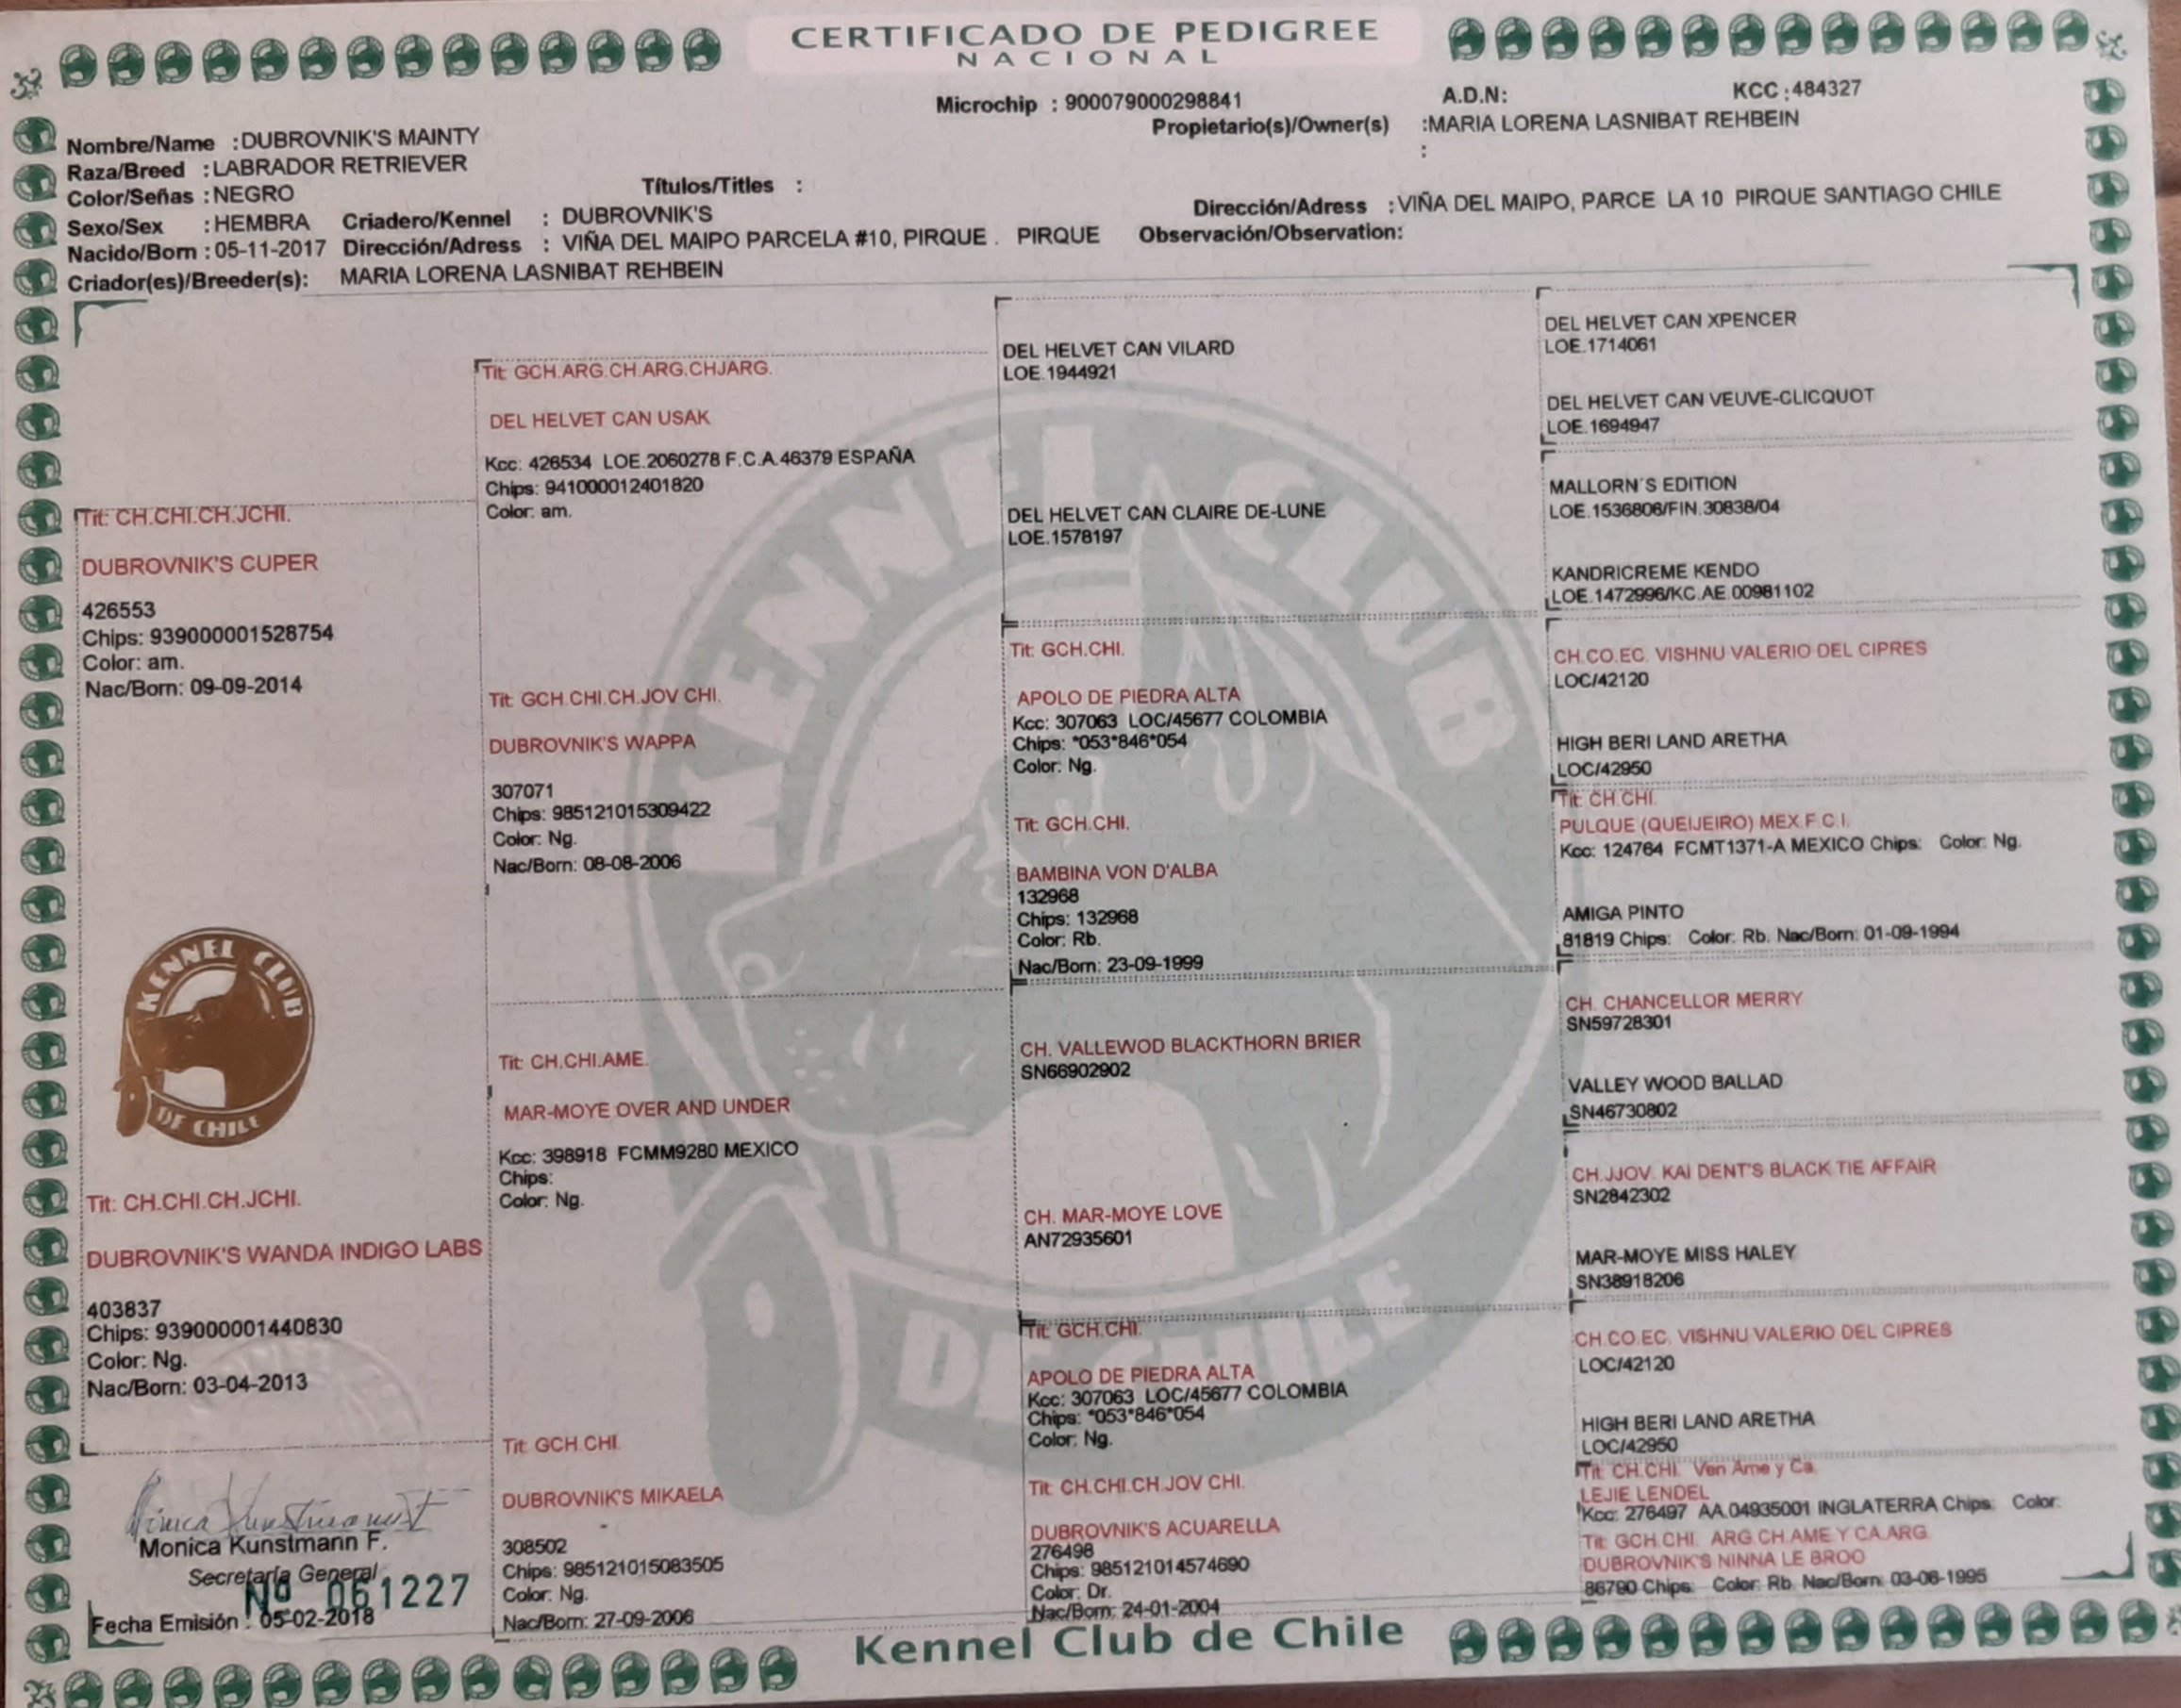 CERTIFICADO DE PEDIGREE
NACIONAL
Microchip : 900079000298841
A.D.N:
KCC : 484327
Nombre/Name : DUBROVNIK'S MAINTY
Propietario(s)/Owner(s) : MARIA LORENA LASNIBAT REHBEIN
:
Raza/Breed : LABRADOR RETRIEVER
Color/Señas : NEGRO
Títulos/Titles :
Sexo/Sex : HEMBRA Criadero/Kennel : DUBROVNIK'S
Dirección/Adress : VIÑA DEL MAIPO, PARCE LA 10 PIRQUE SANTIAGO CHILE
Nacido/Born : 05-11-2017 Dirección/Adress : VIÑA DEL MAIPO PARCELA #10, PIRQUE . PIRQUE
Observación/Observation:
Criador(es)/Breeder(s): MARIA LORENA LASNIBAT REHBEIN
Tit: CH.CHI.CH.JCHI.
DUBROVNIK'S CUPER
426553
Chips: 939000001528754
Color: am.
Nac/Born: 09-09-2014
KENNEL CLUB
DE CHILE
Tit: CH.CHI.CH.JCHI.
DUBROVNIK'S WANDA INDIGO LABS
403837
Chips: 939000001440830
Color: Ng.
Nac/Born: 03-04-2013
Monica Kunstmann F.
Secretaría General
Nº 061227
Fecha Emisión : 05-02-2018
Tit: GCH.ARG.CH.ARG.CHJARG.
DEL HELVET CAN USAK
Kcc: 426534 LOE.2060278 F.C.A.46379 ESPAÑA
Chips: 941000012401820
Color: am.
Tit: GCH.CHI.CH.JOV CHI.
DUBROVNIK'S WAPPA
307071
Chips: 985121015309422
Color: Ng.
Nac/Born: 08-08-2006
Tit: CH.CHI.AME.
MAR-MOYE OVER AND UNDER
Kcc: 398918 FCMM9280 MEXICO
Chips:
Color: Ng.
Tit: GCH.CHI.
DUBROVNIK'S MIKAELA
308502
Chips: 985121015083505
Color: Ng.
Nac/Born: 27-09-2006
DEL HELVET CAN VILARD
LOE.1944921
DEL HELVET CAN CLAIRE DE-LUNE
LOE.1578197
Tit: GCH.CHI.
APOLO DE PIEDRA ALTA
Kcc: 307063 LOC/45677 COLOMBIA
Chips: *053*846*054
Color: Ng.
Tit: GCH.CHI.
BAMBINA VON D'ALBA
132968
Chips: 132968
Color: Rb.
Nac/Born: 23-09-1999
CH. VALLEWOD BLACKTHORN BRIER
SN66902902
CH. MAR-MOYE LOVE
AN72935601
Tit: GCH.CHI.
APOLO DE PIEDRA ALTA
Kcc: 307063 LOC/45677 COLOMBIA
Chips: *053*846*054
Color: Ng.
Tit: CH.CHI.CH.JOV CHI.
DUBROVNIK'S ACUARELLA
276498
Chips: 985121014574690
Color: Dr.
Nac/Born: 24-01-2004
DEL HELVET CAN XPENCER
LOE.1714061
DEL HELVET CAN VEUVE-CLICQUOT
LOE.1694947
MALLORN´S EDITION
LOE.1536806/FIN.30838/04
KANDRICREME KENDO
LOE.1472996/KC.AE.00981102
CH.CO.EC. VISHNU VALERIO DEL CIPRES
LOC/42120
HIGH BERI LAND ARETHA
LOC/42950
Tit: CH.CHI.
PULQUE (QUEIJEIRO) MEX.F.C.I.
Kcc: 124764 FCMT1371-A MEXICO Chips: Color: Ng.
AMIGA PINTO
81819 Chips: Color: Rb. Nac/Born: 01-09-1994
CH. CHANCELLOR MERRY
SN59728301
VALLEY WOOD BALLAD
SN46730802
CH.JJOV. KAI DENT'S BLACK TIE AFFAIR
SN2842302
MAR-MOYE MISS HALEY
SN38918206
CH.CO.EC. VISHNU VALERIO DEL CIPRES
LOC/42120
HIGH BERI LAND ARETHA
LOC/42950
Tit: CH.CHI. Ven Ame y Ca.
LEJIE LENDEL
Kcc: 276497 AA.04935001 INGLATERRA Chips: Color:
Tit: GCH.CHI. ARG.CH.AME.Y CA.ARG.
DUBROVNIK'S NINNA LE BROO
86790 Chips: Color: Rb. Nac/Born: 03-06-1995
KENNEL CLUB
DE CHILE
Kennel Club de Chile